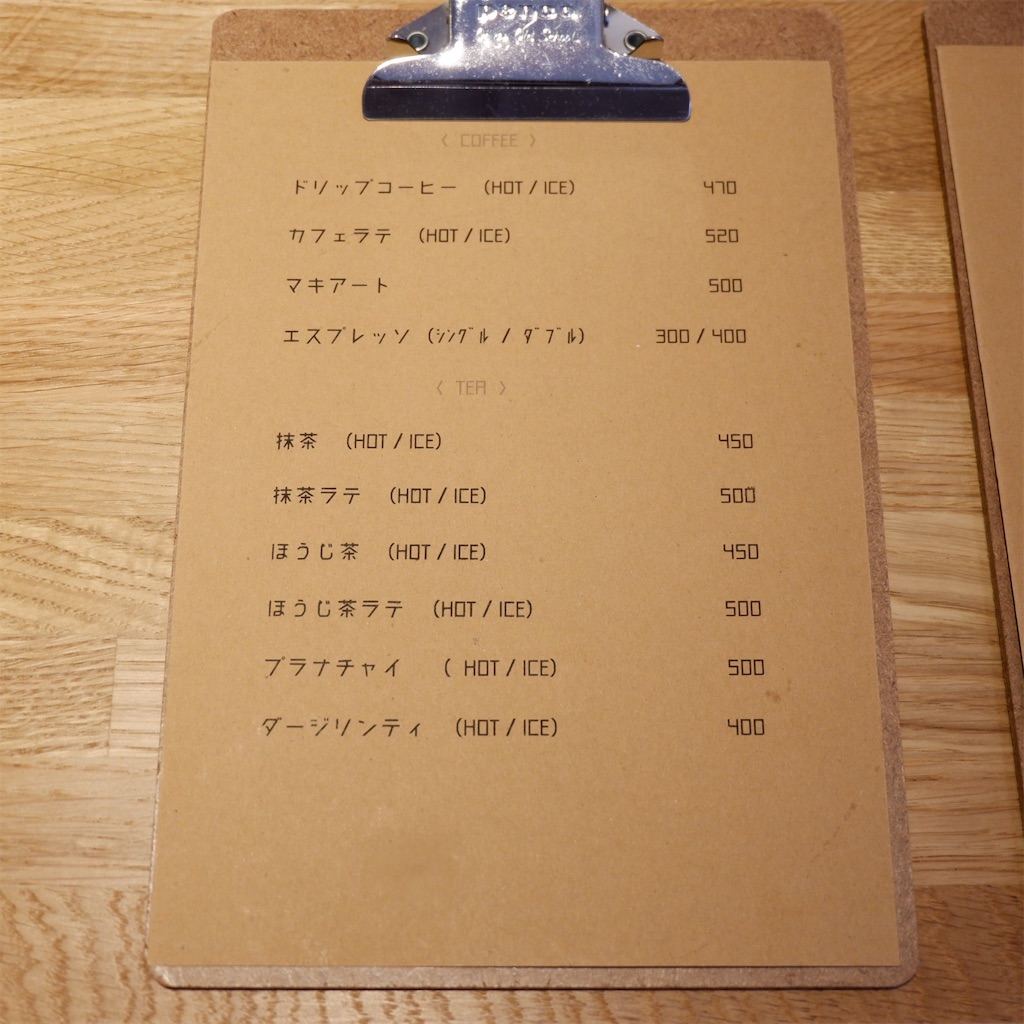 〈 COFFEE 〉
ドリップコーヒー (HOT / ICE) 470
カフェラテ (HOT / ICE) 520
マキアート 500
エスプレッソ (ｼﾝｸﾞﾙ / ﾀﾞﾌﾞﾙ) 300 / 400
〈 TEA 〉
抹茶 (HOT / ICE) 450
抹茶ラテ (HOT / ICE) 500
ほうじ茶 (HOT / ICE) 450
ほうじ茶ラテ (HOT / ICE) 500
プラナチャイ ( HOT / ICE) 500
ダージリンティ (HOT / ICE) 400